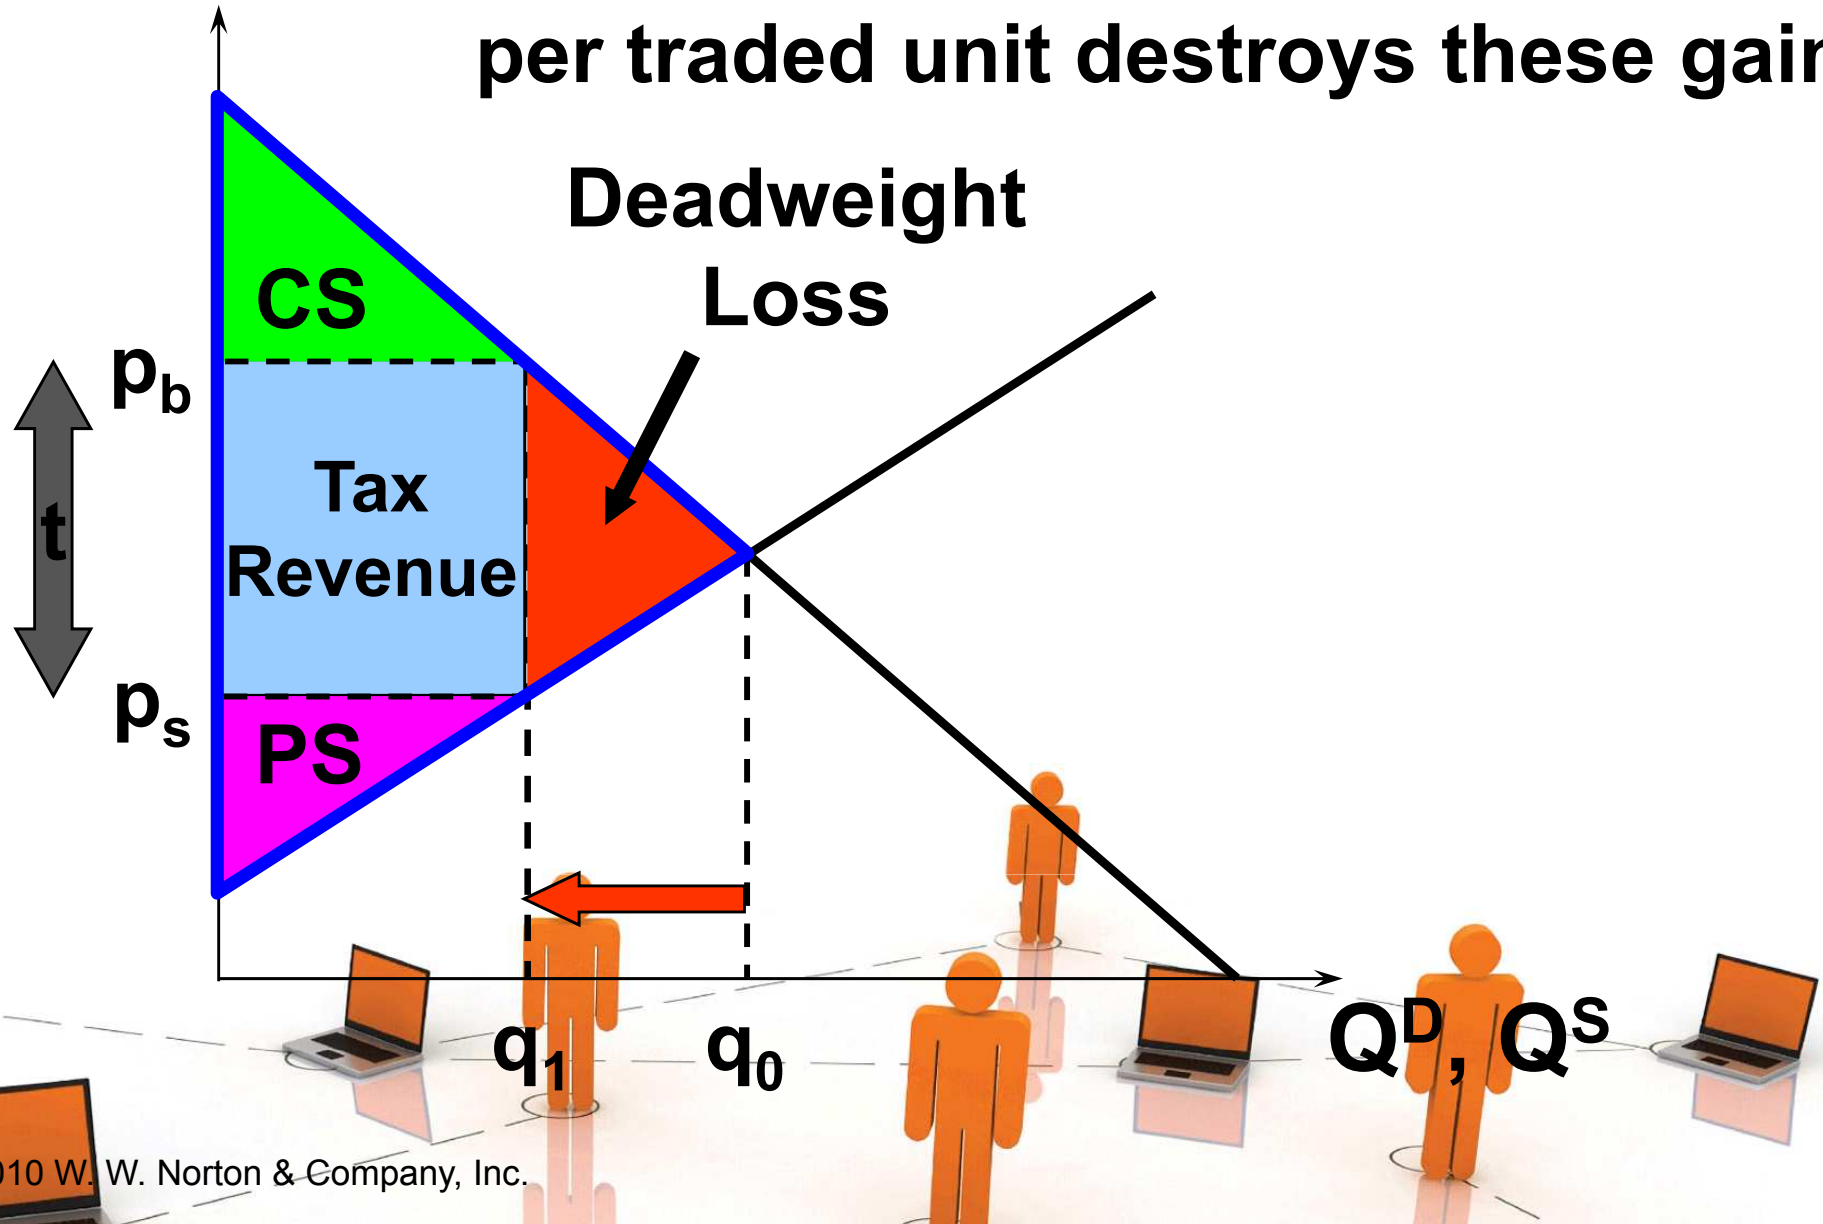 per traded unit destroys these gain
Deadweight
Loss
CS
p_b
Tax
t
Revenue
p_s
PS
q_1 q_0 Q^D, Q^S
010 W. W. Norton & Company, Inc.